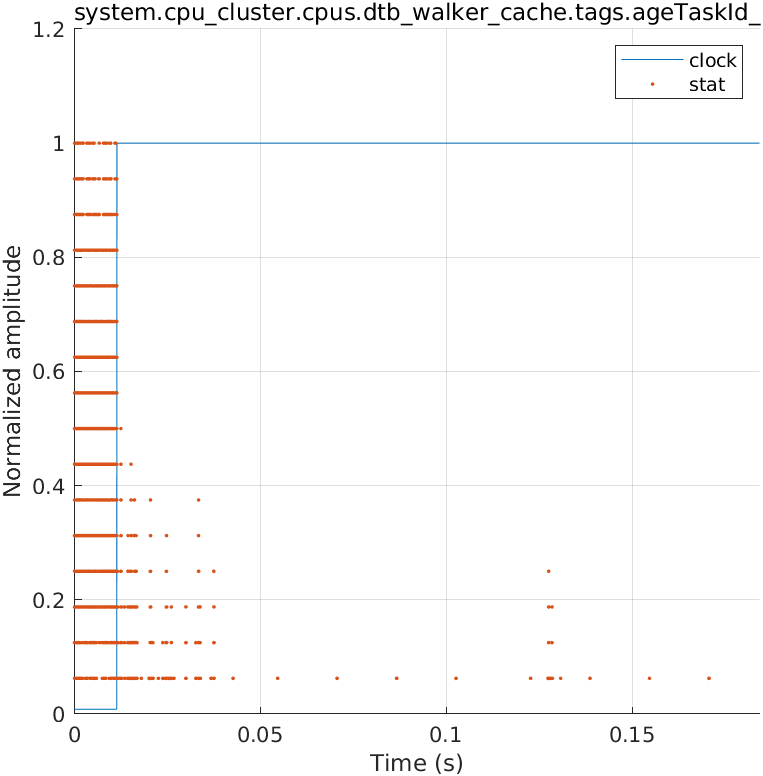 system.cpu_cluster.cpus.dtb_walker_cache.tags.ageTaskId_
clock
stat
1.2
1
0.8
0.6
0.4
0.2
0
Normalized amplitude
0
0.05
0.1
0.15
Time (s)